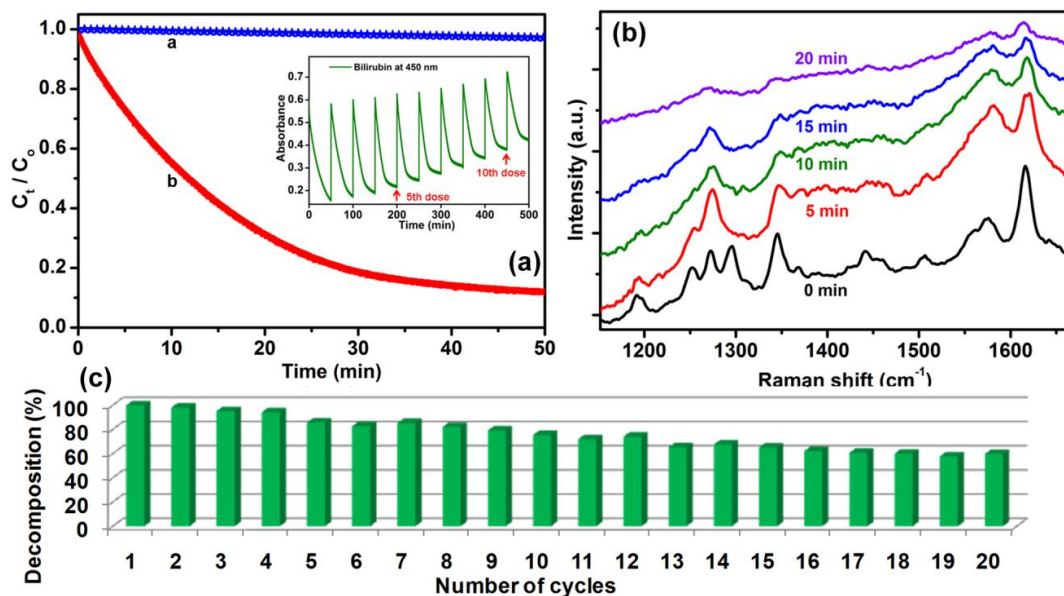 1.0
0.8
0.6
0.4
0.2
0.0
C_t / C_o
a
b
0 10 20 30 40 50
Time (min)
(a)
Bilirubin at 450 nm
0.7
0.6
0.5
0.4
0.3
0.2
Absorbance
10th dose
5th dose
0 100 200 300 400 500
Time (min)
(b)
20 min
15 min
10 min
5 min
0 min
Intensity (a.u.)
1200 1300 1400 1500 1600
Raman shift (cm⁻¹)
(c)
100
80
60
40
20
0
Decomposition (%)
1 2 3 4 5 6 7 8 9 10 11 12 13 14 15 16 17 18 19 20
Number of cycles